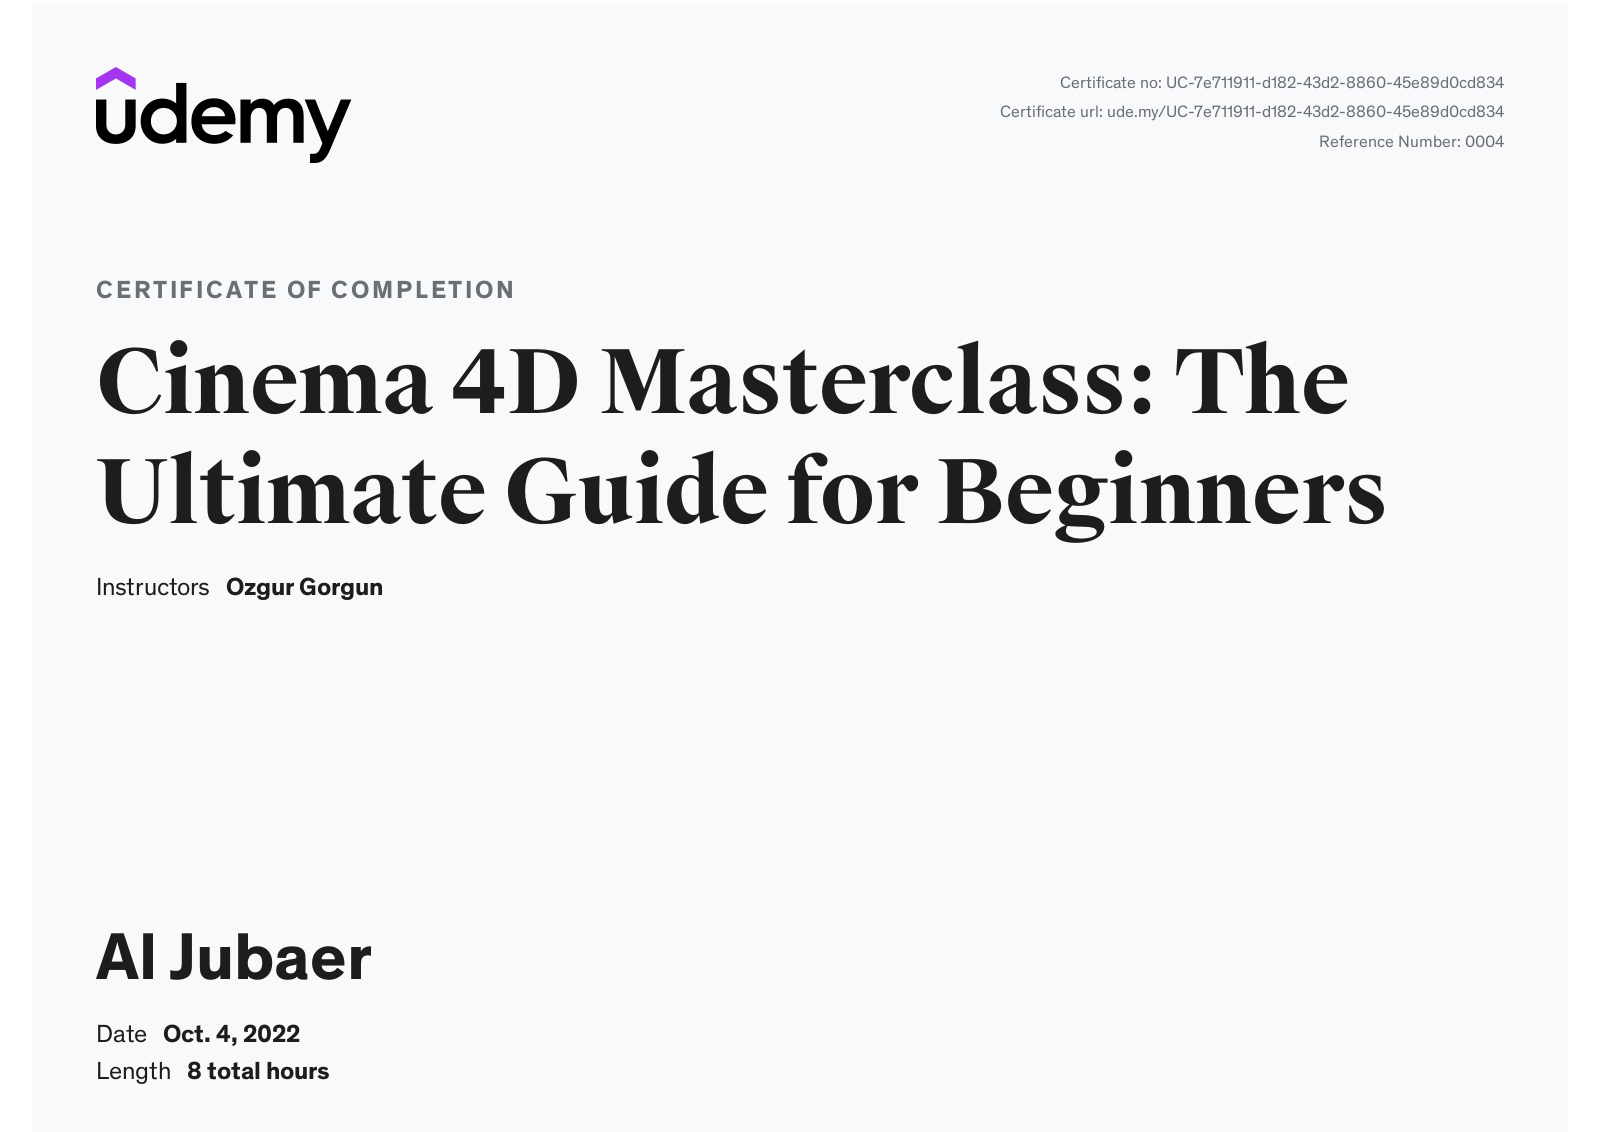 udemy
Certificate no: UC-7e711911-d182-43d2-8860-45e89d0cd834
Certificate url: ude.my/UC-7e711911-d182-43d2-8860-45e89d0cd834
Reference Number: 0004
CERTIFICATE OF COMPLETION
Cinema 4D Masterclass: The
Ultimate Guide for Beginners
Instructors Ozgur Gorgun
Al Jubaer
Date Oct. 4, 2022
Length 8 total hours